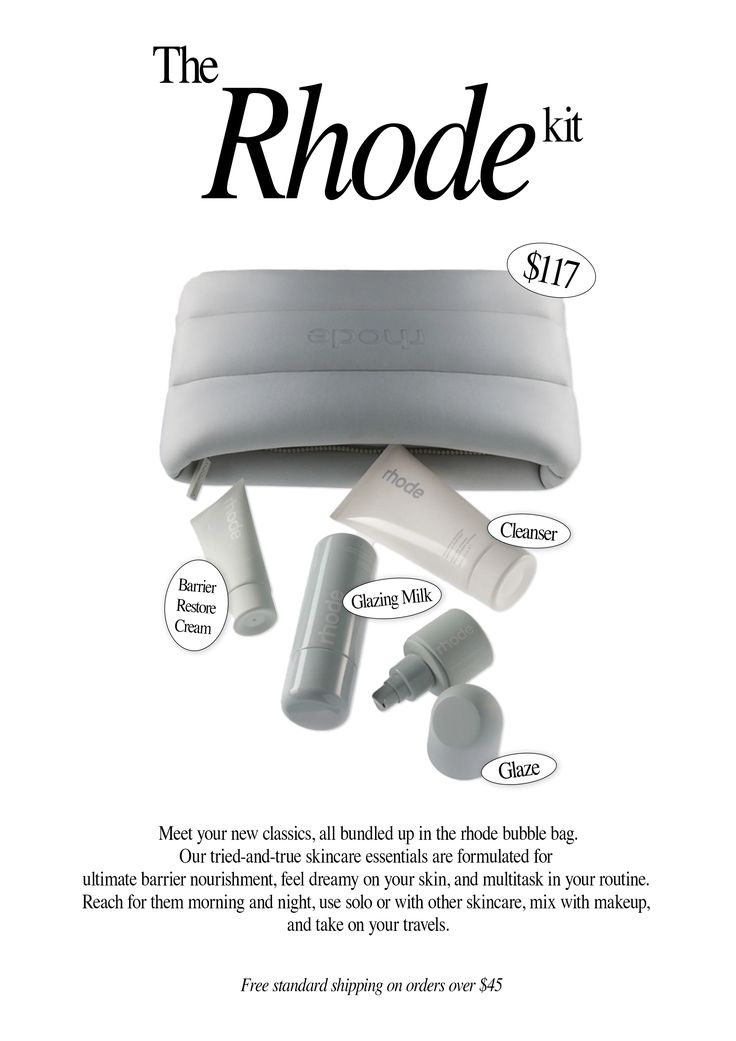 The
Rhode
kit
$117
rhode
rhode
Cleanser
rhode
Barrier
Restore
Cream
rhode
Glazing Milk
rhode
Glaze
Meet your new classics, all bundled up in the rhode bubble bag.
Our tried-and-true skincare essentials are formulated for
ultimate barrier nourishment, feel dreamy on your skin, and multitask in your routine.
Reach for them morning and night, use solo or with other skincare, mix with makeup,
and take on your travels.
Free standard shipping on orders over $45